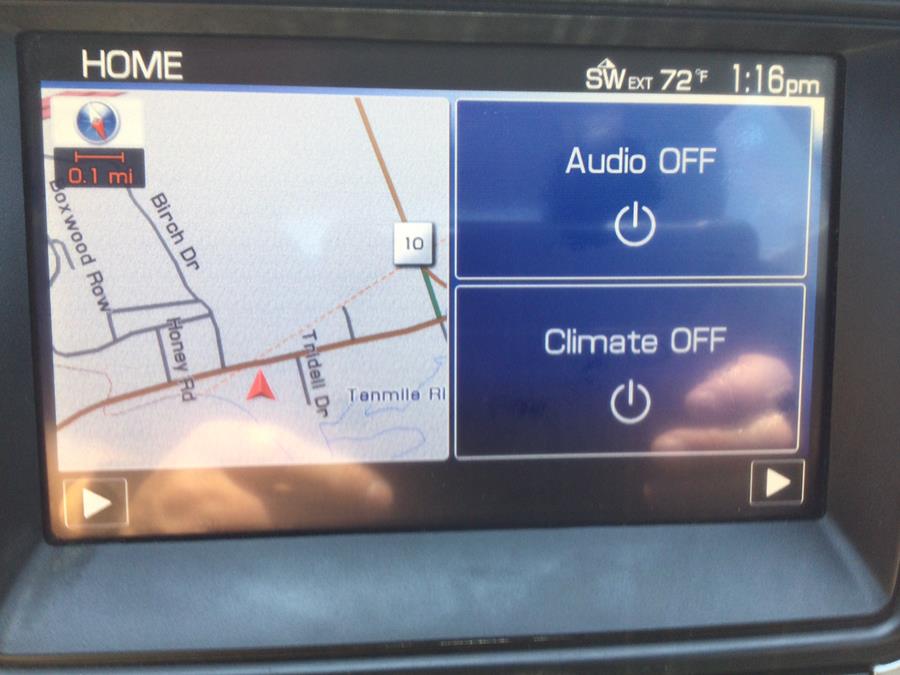 HOME
SW EXT 72°F 1:16pm
0.1 mi
Boxwood Row
Birch Dr
10
Honey Rd
Tridell Dr
Tenmile Ri
Audio OFF
Climate OFF